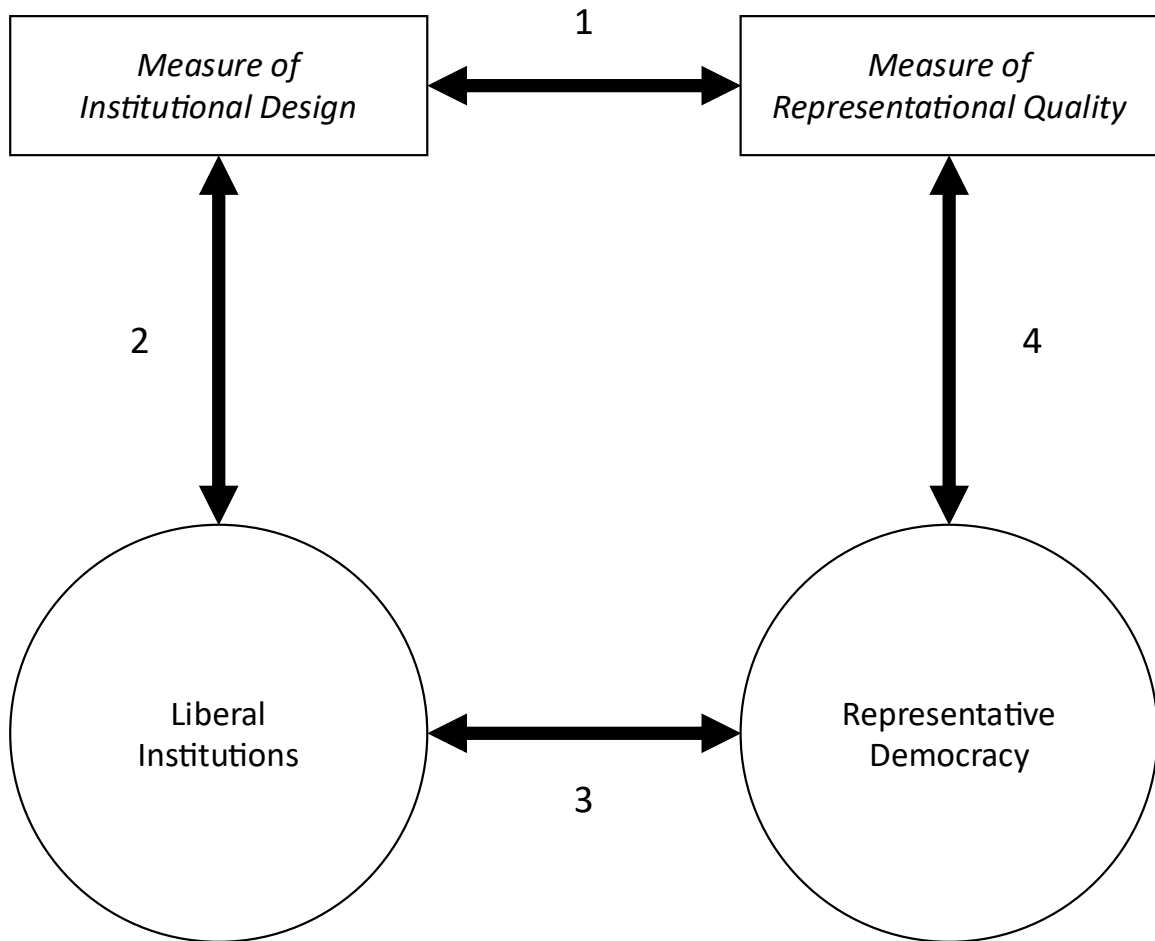 1
Measure of
Institutional Design
Measure of
Representational Quality
2
4
Liberal
Institutions
Representative
Democracy
3